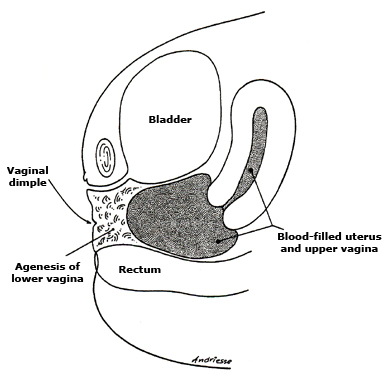 Bladder
Vaginal
dimple
Blood-filled uterus
and upper vagina
Agenesis of
lower vagina
Rectum
Andriesse